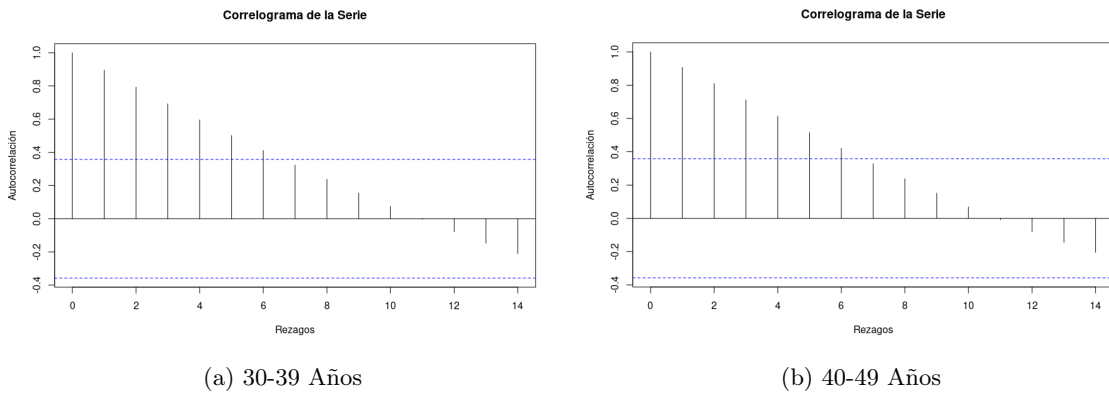 Correlograma de la Serie
Autocorrelación
1.0
0.8
0.6
0.4
0.2
0.0
-0.2
-0.4
0 2 4 6 8 10 12 14
Rezagos
(a) 30-39 Años
Correlograma de la Serie
Autocorrelación
1.0
0.8
0.6
0.4
0.2
0.0
-0.2
-0.4
0 2 4 6 8 10 12 14
Rezagos
(b) 40-49 Años